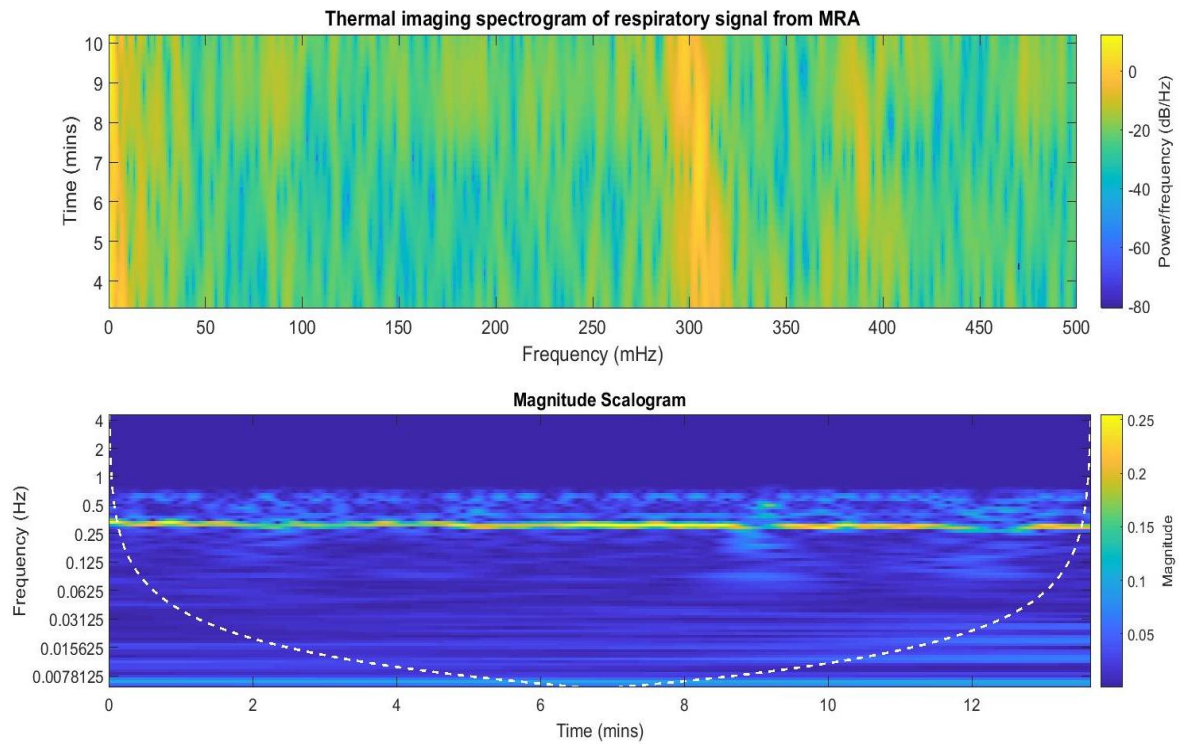 Thermal imaging spectrogram of respiratory signal from MRA
10
9
8
7
6
5
4
Time (mins)
0 50 100 150 200 250 300 350 400 450 500
Frequency (mHz)
0
-20
-40
-60
-80
Power/frequency (dB/Hz)
Magnitude Scalogram
4
2
1
0.5
0.25
0.125
0.0625
0.03125
0.015625
0.0078125
Frequency (Hz)
0 2 4 6 8 10 12
Time (mins)
0.25
0.2
0.15
0.1
0.05
Magnitude